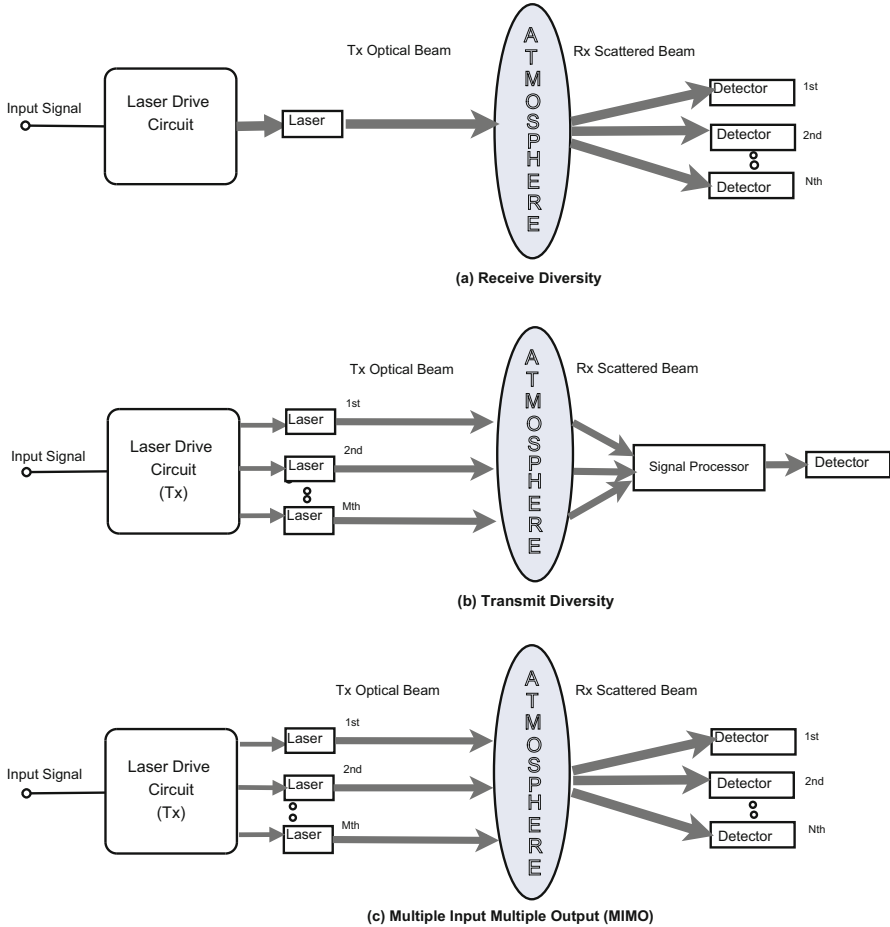 Tx Optical Beam
Rx Scattered Beam
Input Signal
Laser Drive
Circuit
Laser
ATMOSPHERE
Detector
1st
Detector
2nd
Detector
Nth
(a) Receive Diversity
Tx Optical Beam
Rx Scattered Beam
Input Signal
Laser Drive
Circuit
(Tx)
Laser
1st
Laser
2nd
Laser
Mth
ATMOSPHERE
Signal Processor
Detector
(b) Transmit Diversity
Tx Optical Beam
Rx Scattered Beam
Input Signal
Laser Drive
Circuit
(Tx)
Laser
1st
Laser
2nd
Laser
Mth
ATMOSPHERE
Detector
1st
Detector
2nd
Detector
Nth
(c) Multiple Input Multiple Output (MIMO)